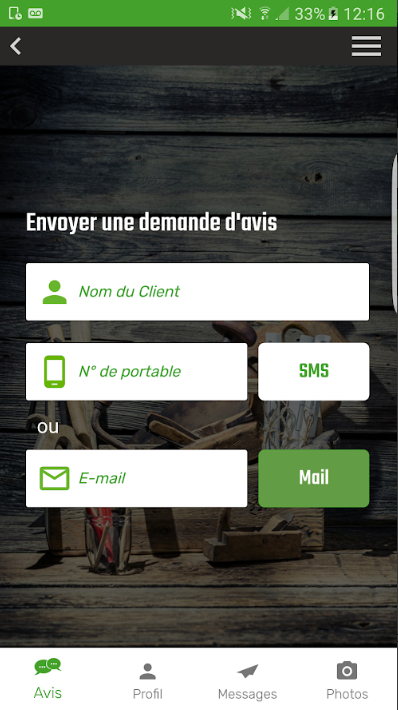 33% 12:16
Envoyer une demande d'avis
Nom du Client
N° de portable
SMS
ou
E-mail
Mail
Avis
Profil
Messages
Photos